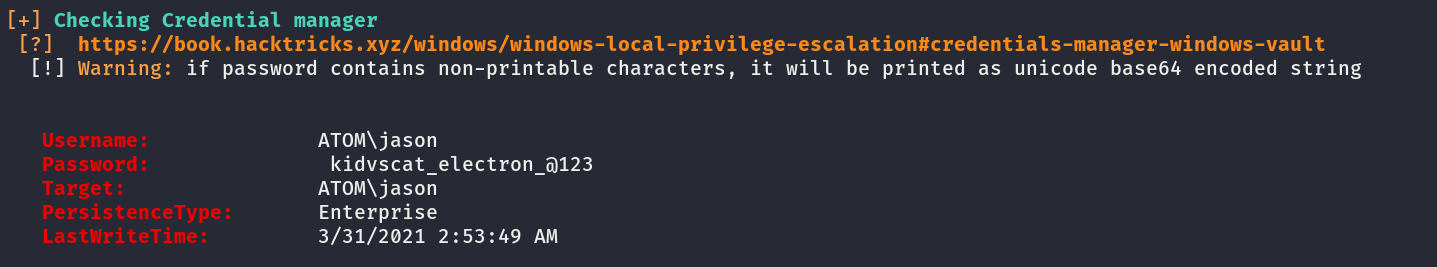 [+] Checking Credential manager
[?] https://book.hacktricks.xyz/windows/windows-local-privilege-escalation#credentials-manager-windows-vault
[!] Warning: if password contains non-printable characters, it will be printed as unicode base64 encoded string
Username: ATOM\jason
Password: kidvscat_electron_@123
Target: ATOM\jason
PersistenceType: Enterprise
LastWriteTime: 3/31/2021 2:53:49 AM